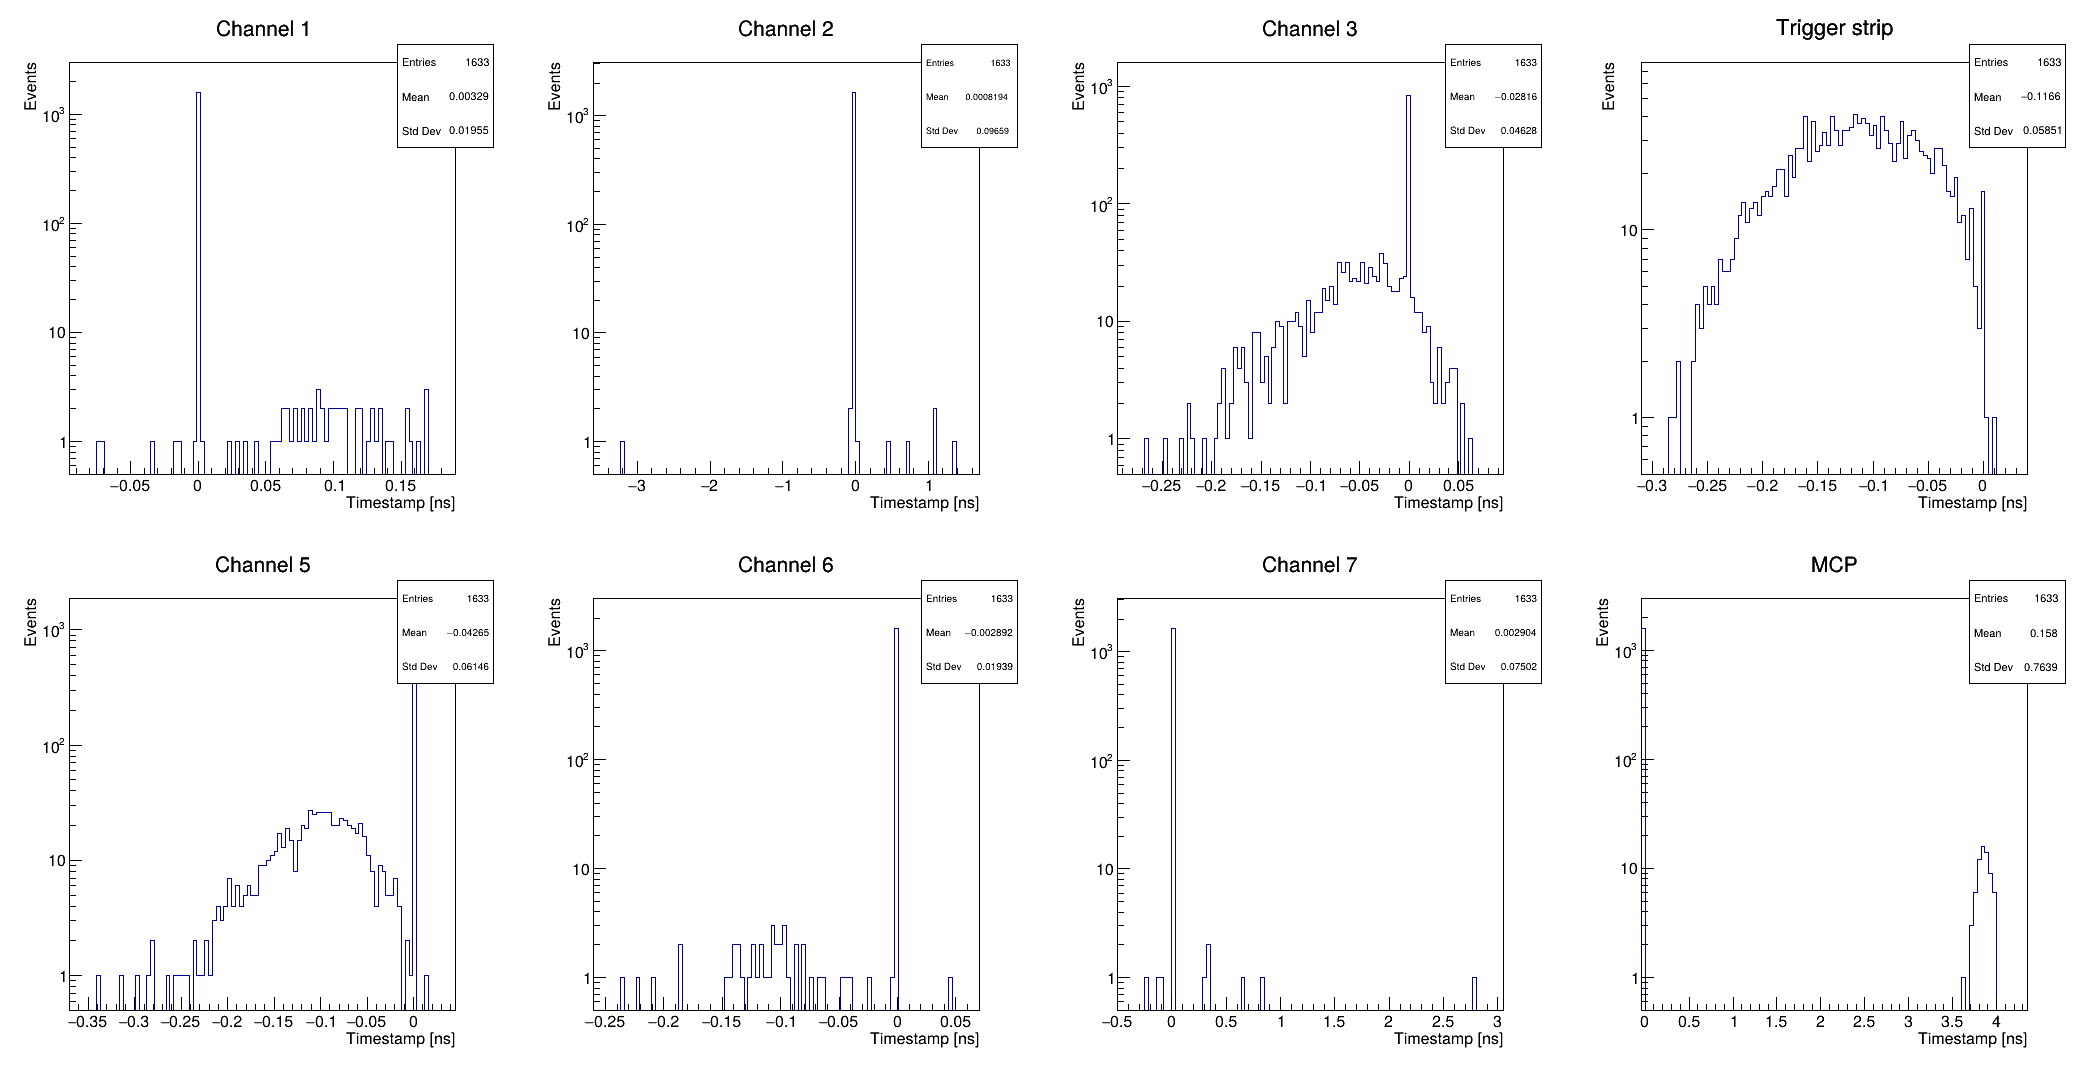 Channel 1
Events
Entries 1633
Mean 0.00329
Std Dev 0.01955
10³
10²
10
1
−0.05 0 0.05 0.1 0.15
Timestamp [ns]
Channel 2
Events
Entries 1633
Mean 0.0008194
Std Dev 0.09659
10³
10²
10
1
−3 −2 −1 0 1
Timestamp [ns]
Channel 3
Events
Entries 1633
Mean −0.02816
Std Dev 0.04628
10³
10²
10
1
−0.25 −0.2 −0.15 −0.1 −0.05 0 0.05
Timestamp [ns]
Trigger strip
Events
Entries 1633
Mean −0.1166
Std Dev 0.05851
10
1
−0.3 −0.25 −0.2 −0.15 −0.1 −0.05 0
Timestamp [ns]
Channel 5
Events
Entries 1633
Mean −0.04265
Std Dev 0.06146
10³
10²
10
1
−0.35 −0.3 −0.25 −0.2 −0.15 −0.1 −0.05 0
Timestamp [ns]
Channel 6
Events
Entries 1633
Mean −0.002892
Std Dev 0.01939
10³
10²
10
1
−0.25 −0.2 −0.15 −0.1 −0.05 0 0.05
Timestamp [ns]
Channel 7
Events
Entries 1633
Mean 0.002904
Std Dev 0.07502
10³
10²
10
1
−0.5 0 0.5 1 1.5 2 2.5 3
Timestamp [ns]
MCP
Events
Entries 1633
Mean 0.158
Std Dev 0.7639
10³
10²
10
1
0 0.5 1 1.5 2 2.5 3 3.5 4
Timestamp [ns]